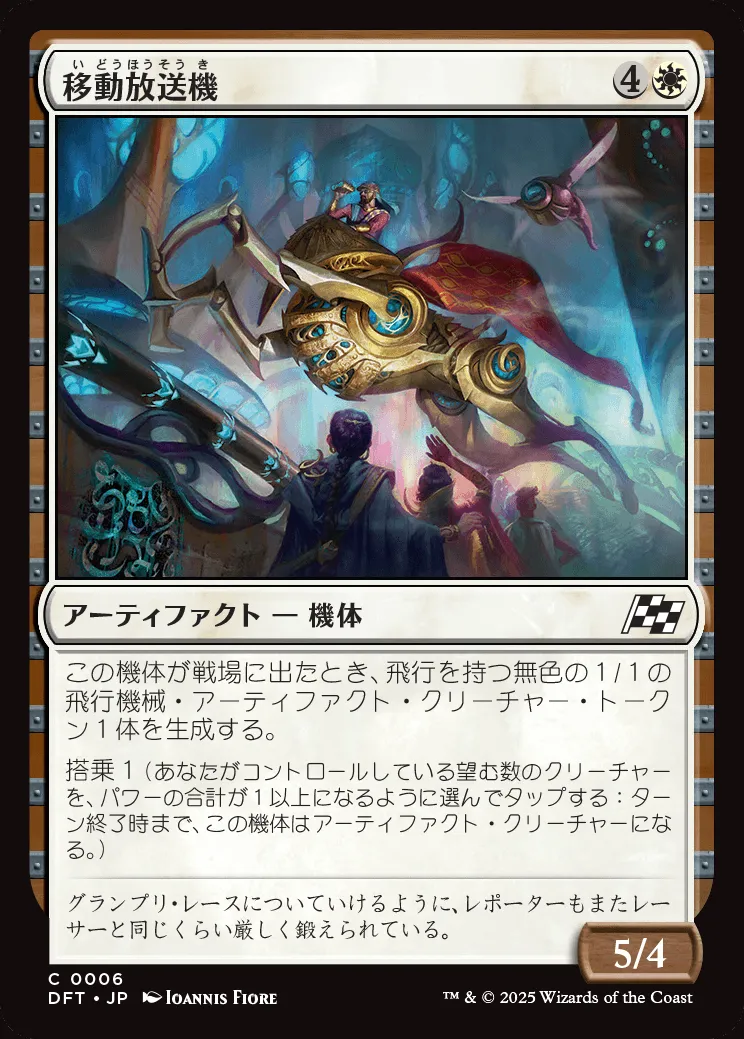 いどうほうそうき
移動放送機
4
アーティファクト — 機体
この機体が戦場に出たとき、飛行を持つ無色の1/1の
飛行機械・アーティファクト・クリーチャー・トーク
ン1体を生成する。
搭乗1(あなたがコントロールしている望む数のクリーチャー
を、パワーの合計が1以上になるように選んでタップする:ター
ン終了時まで、この機体はアーティファクト・クリーチャーにな
る。)
グランプリ・レースについていけるように、レポーターもまたレー
サーと同じくらい厳しく鍛えられている。
5/4
C 0006
DFT・JP Ioannis Fiore
™ & © 2025 Wizards of the Coast